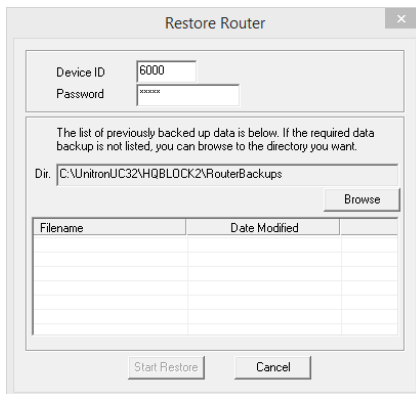 Restore Router
Device ID 6000
Password xxxxx
The list of previously backed up data is below. If the required data
backup is not listed, you can browse to the directory you want.
Dir. C:\UnitronUC32\HQBLOCK2\RouterBackups
Browse
Filename Date Modified
Start Restore Cancel